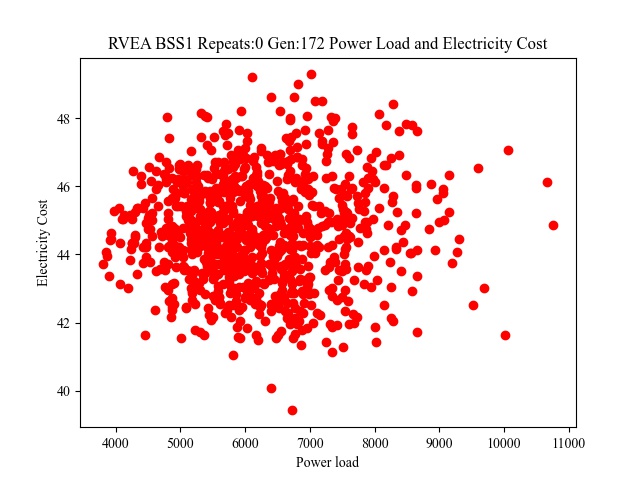 RVEA BSS1 Repeats:0 Gen:172 Power Load and Electricity Cost
48
46
44
42
40
Electricity Cost
4000 5000 6000 7000 8000 9000 10000 11000
Power load